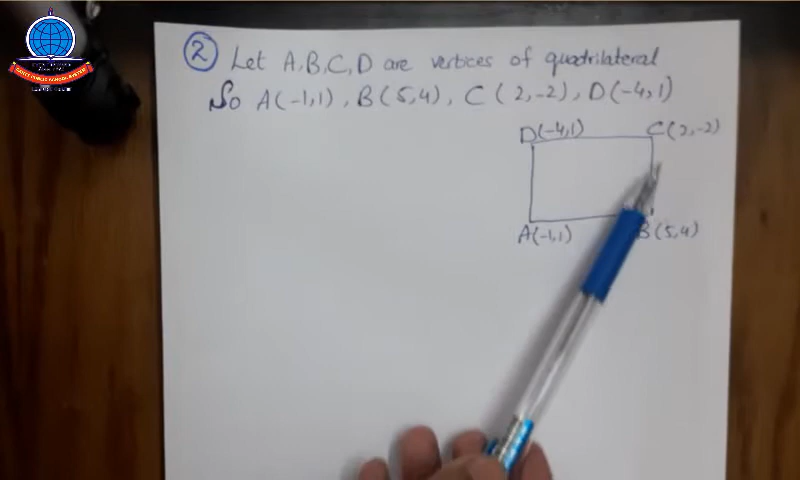 ② Let A,B,C,D are vertices of quadrilateral
So A(-1,1), B(5,4), C(2,-2), D(-4,1)
D(-4,1) C(2,-2)
A(-1,1) B(5,4)